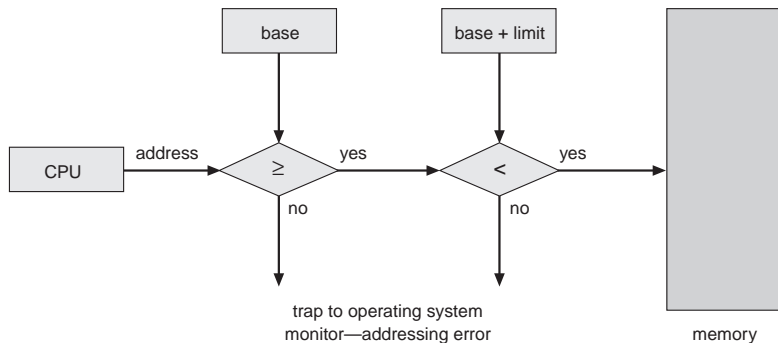 base
base + limit
address
yes
yes
CPU
≥
<
no
no
trap to operating system
monitor—addressing error
memory